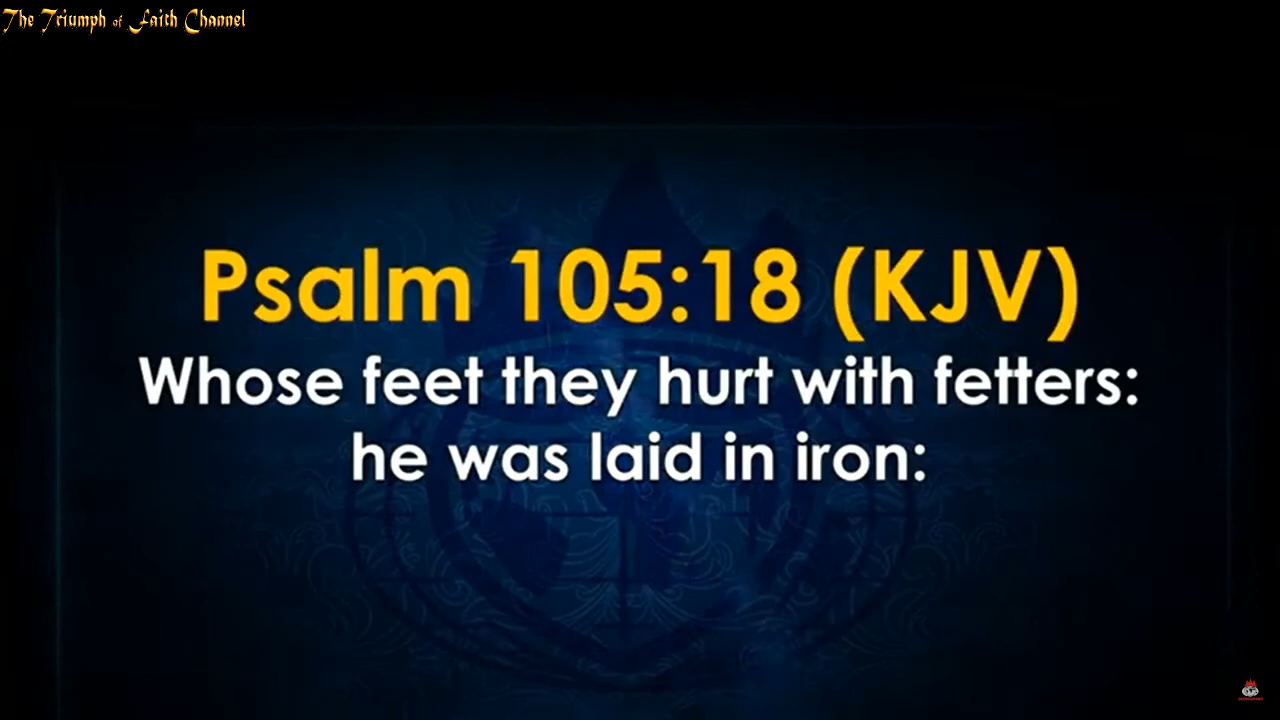 The Triumph of Faith Channel
Psalm 105:18 (KJV)
Whose feet they hurt with fetters:
he was laid in iron: